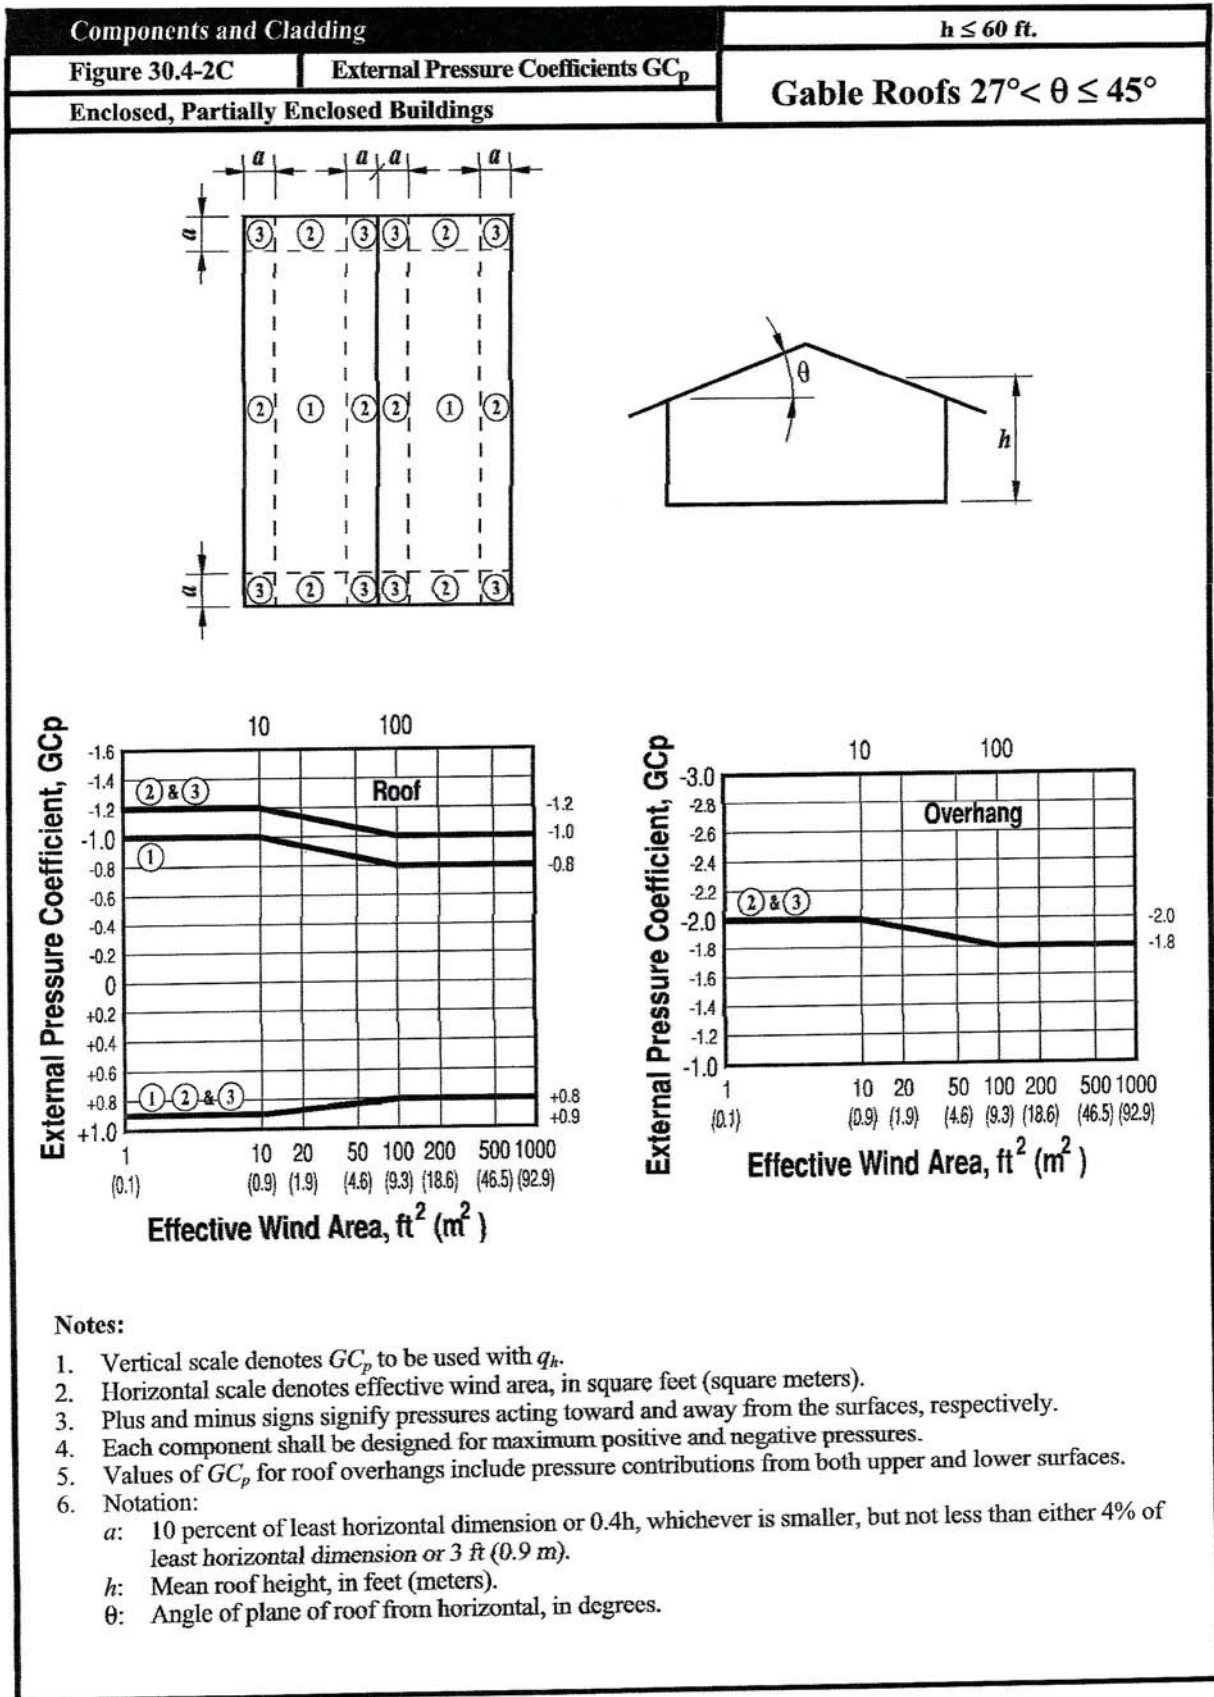 Components and Cladding
h ≤ 60 ft.
Figure 30.4-2C
External Pressure Coefficients GCp
Gable Roofs 27°< θ ≤ 45°
Enclosed, Partially Enclosed Buildings
a a a a
a
3 2 3 3 2 3
2 1 2 2 1 2
a
3 2 3 3 2 3
θ
h
External Pressure Coefficient, GCp
10 100
-1.6
-1.4
-1.2
-1.0
-0.8
-0.6
-0.4
-0.2
0
+0.2
+0.4
+0.6
+0.8
+1.0
Roof
2 & 3
1
1 2 & 3
-1.2
-1.0
-0.8
+0.8
+0.9
1 10 20 50 100 200 500 1000
(0.1) (0.9) (1.9) (4.6) (9.3) (18.6) (46.5) (92.9)
Effective Wind Area, ft² (m²)
External Pressure Coefficient, GCp
10 100
-3.0
-2.8
-2.6
-2.4
-2.2
-2.0
-1.8
-1.6
-1.4
-1.2
-1.0
Overhang
2 & 3
-2.0
-1.8
1 10 20 50 100 200 500 1000
(0.1) (0.9) (1.9) (4.6) (9.3) (18.6) (46.5) (92.9)
Effective Wind Area, ft² (m²)
Notes:
1. Vertical scale denotes GCp to be used with qh.
2. Horizontal scale denotes effective wind area, in square feet (square meters).
3. Plus and minus signs signify pressures acting toward and away from the surfaces, respectively.
4. Each component shall be designed for maximum positive and negative pressures.
5. Values of GCp for roof overhangs include pressure contributions from both upper and lower surfaces.
6. Notation:
a: 10 percent of least horizontal dimension or 0.4h, whichever is smaller, but not less than either 4% of
least horizontal dimension or 3 ft (0.9 m).
h: Mean roof height, in feet (meters).
θ: Angle of plane of roof from horizontal, in degrees.